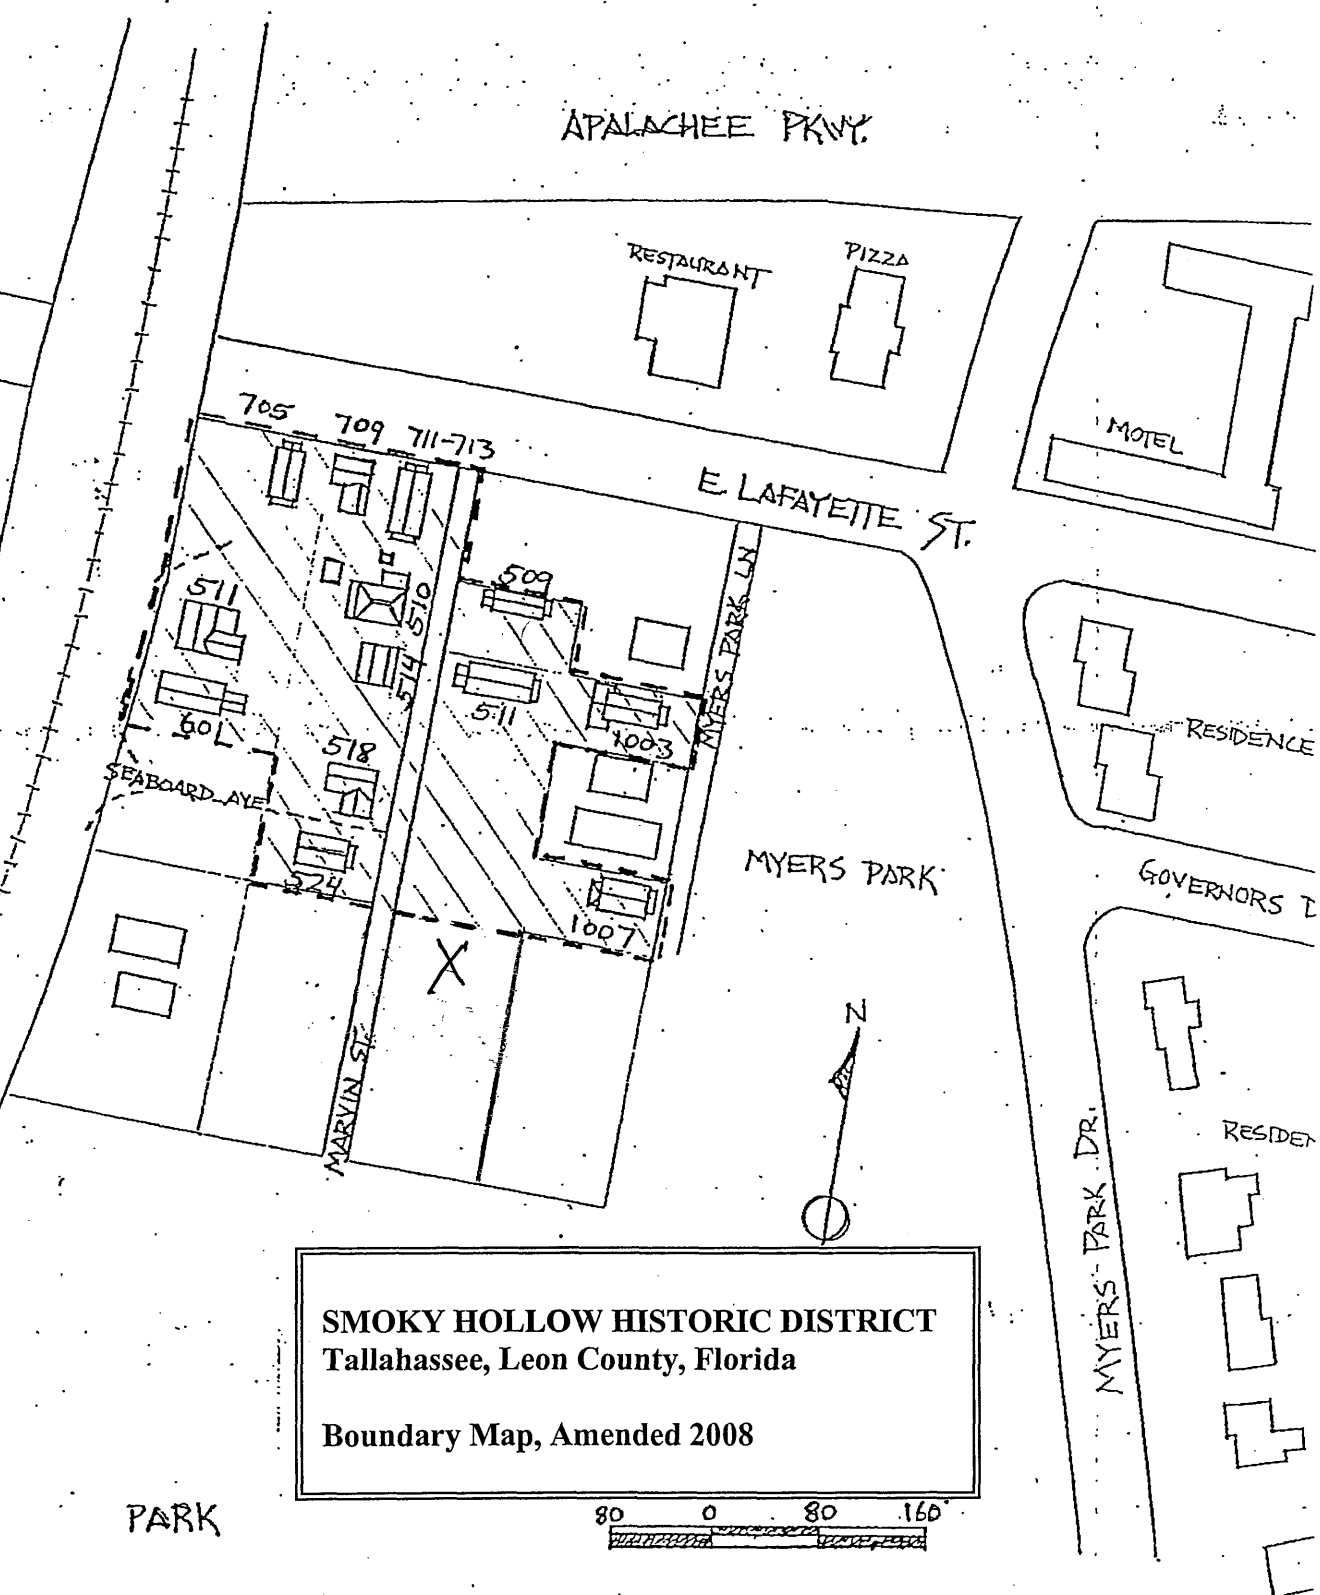 APALACHEE PKWY.
RESTAURANT
PIZZA
MOTEL
705
709
711-713
E. LAFAYETTE ST.
509
511
510
514
MYERS PARK LN
511
601
1003
518
RESIDENCE
SEABOARD AVE
MYERS PARK
GOVERNORS D
524
1007
X
N
MARVIN ST.
MYERS PARK DR.
RESIDEN
SMOKY HOLLOW HISTORIC DISTRICT
Tallahassee, Leon County, Florida
Boundary Map, Amended 2008
PARK
80 0 80 160